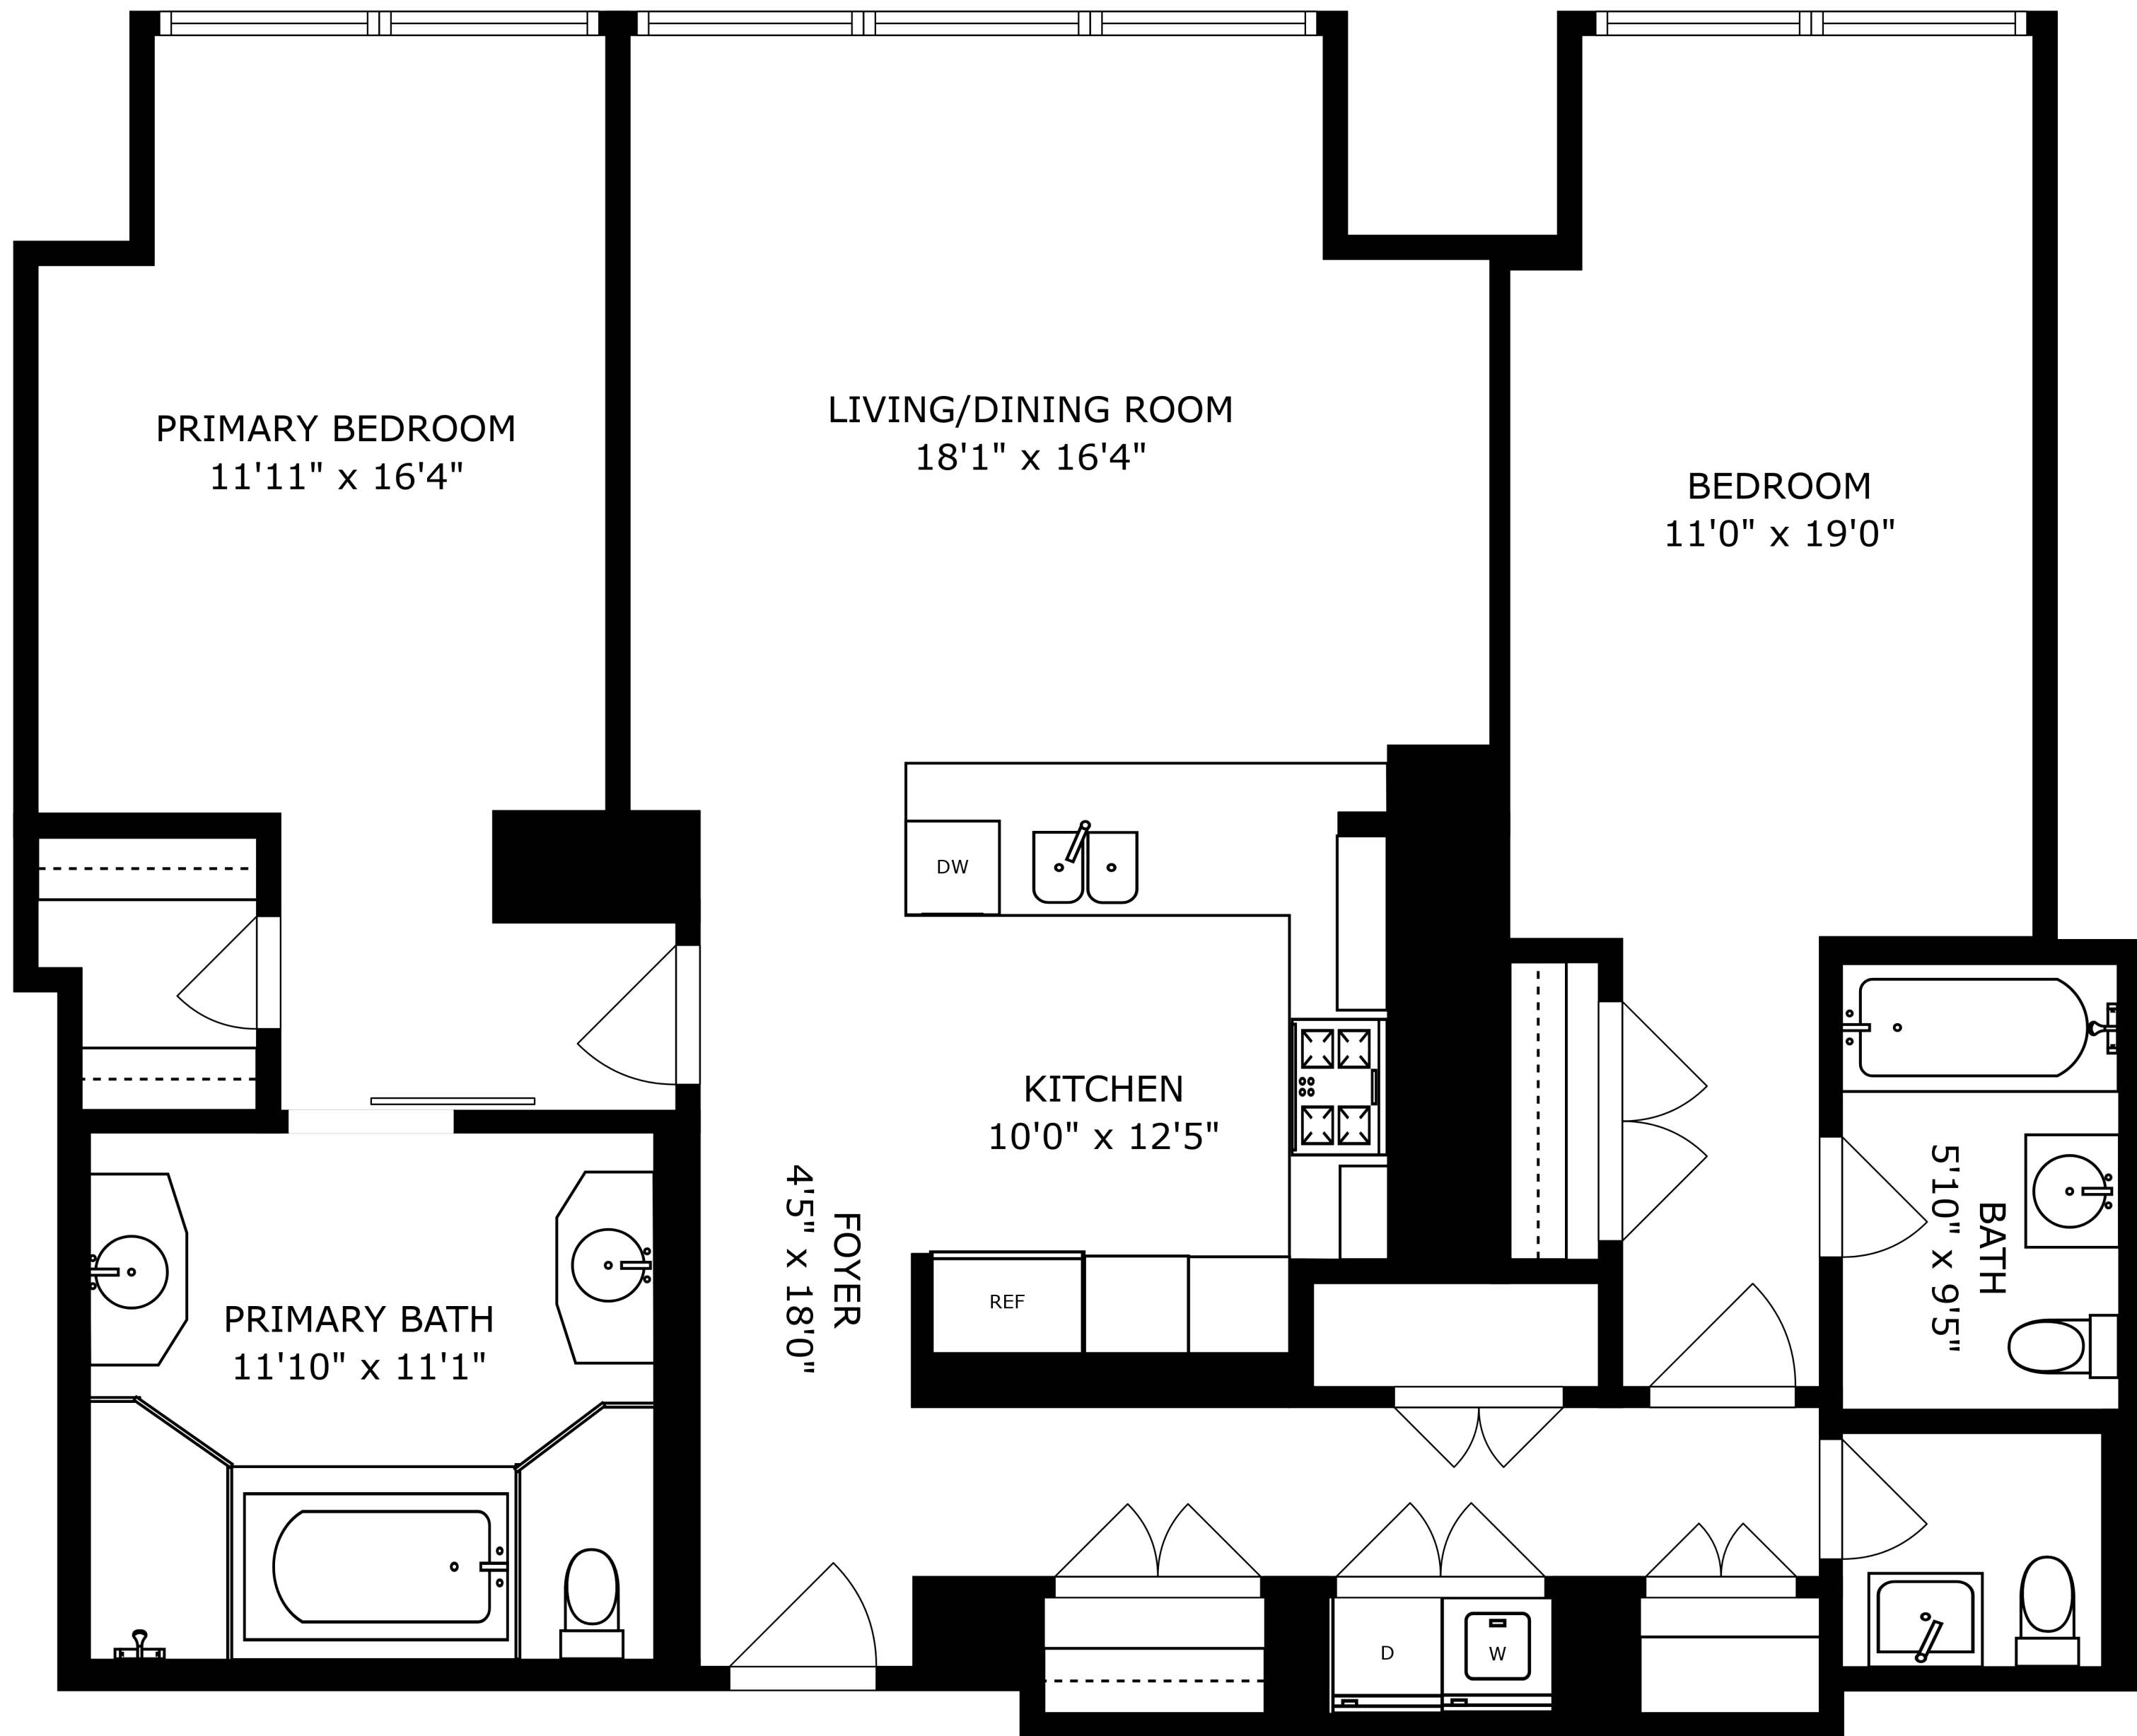 PRIMARY BEDROOM
11'11" x 16'4"
LIVING/DINING ROOM
18'1" x 16'4"
BEDROOM
11'0" x 19'0"
DW
KITCHEN
10'0" x 12'5"
FOYER
4'5" x 18'0"
BATH
5'10" x 9'5"
REF
PRIMARY BATH
11'10" x 11'1"
D
W